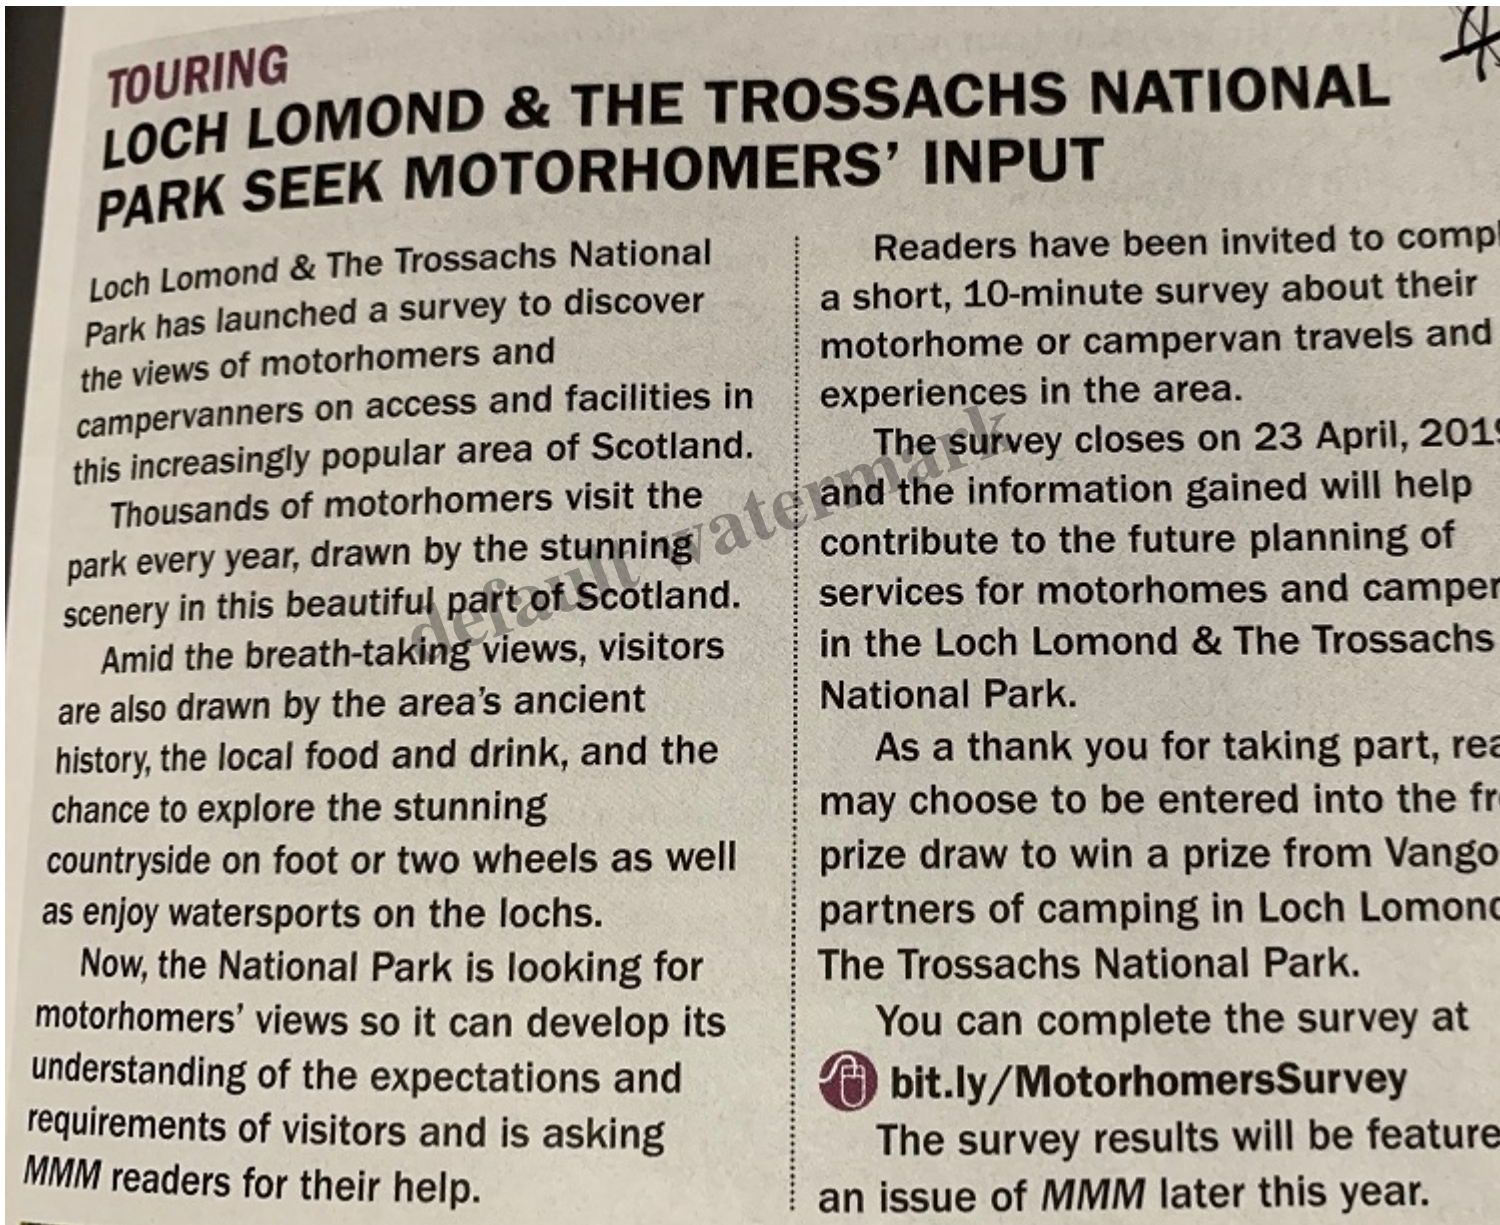 TOURING
LOCH LOMOND & THE TROSSACHS NATIONAL
PARK SEEK MOTORHOMERS' INPUT
Loch Lomond & The Trossachs National
Park has launched a survey to discover
the views of motorhomers and
campervanners on access and facilities in
this increasingly popular area of Scotland.
Thousands of motorhomers visit the
park every year, drawn by the stunning
scenery in this beautiful part of Scotland.
Amid the breath-taking views, visitors
are also drawn by the area's ancient
history, the local food and drink, and the
chance to explore the stunning
countryside on foot or two wheels as well
as enjoy watersports on the lochs.
Now, the National Park is looking for
motorhomers' views so it can develop its
understanding of the expectations and
requirements of visitors and is asking
MMM readers for their help.
Readers have been invited to
a short, 10-minute survey about their
motorhome or campervan travels and
experiences in the area.
The survey closes on 23 April, 2019
and the information gained will help
contribute to the future planning of
services for motorhomes and camper
in the Loch Lomond & The Trossachs
National Park.
As a thank you for taking part,
may choose to be entered into the
prize draw to win a prize from Vango
partners of camping in Loch Lomond
The Trossachs National Park.
You can complete the survey at
bit.ly/MotorhomersSurvey
The survey results will be feature
an issue of MMM later this year.
default watermark